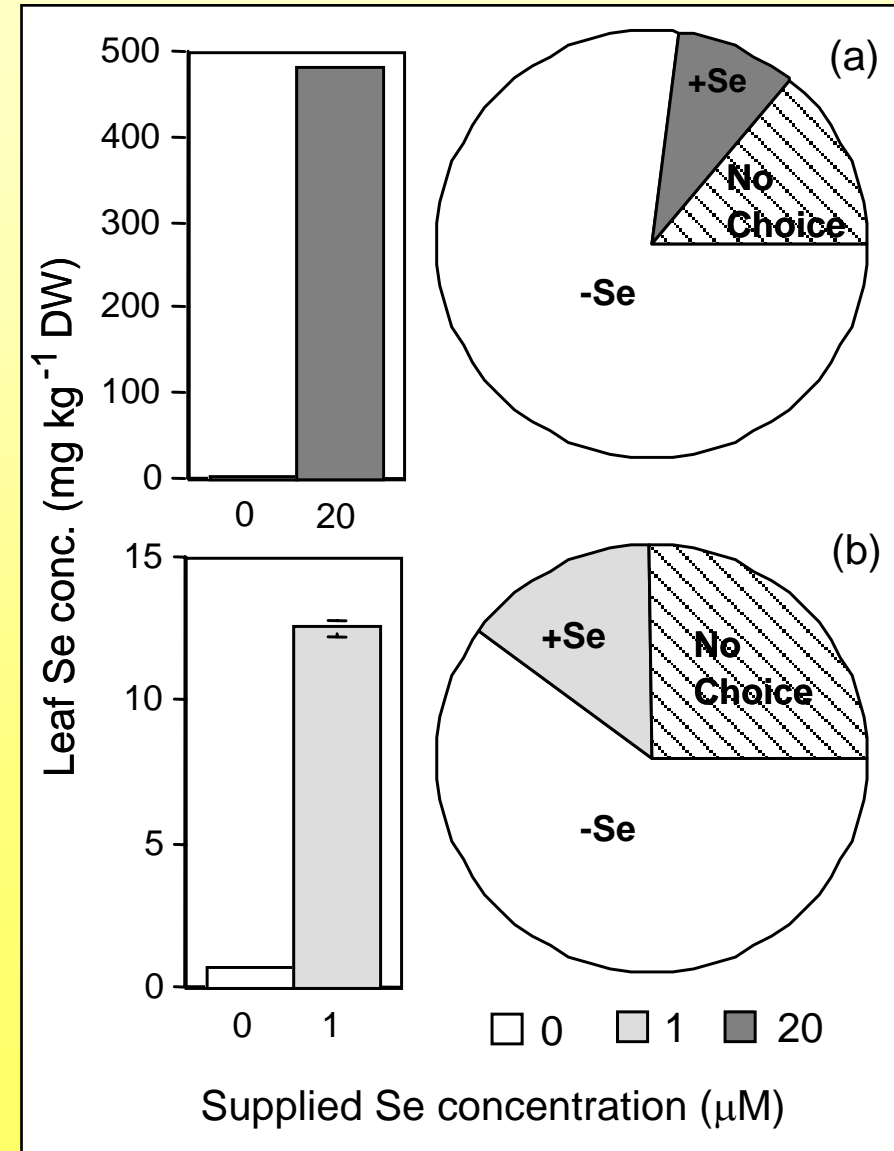 Leaf Se conc. (mg kg⁻¹ DW)
(a)
500
400
300
200
100
0
0 20
+Se
No
Choice
-Se
(b)
15
10
5
0
0 1
+Se
No
Choice
-Se
0 1 20
Supplied Se concentration (μM)